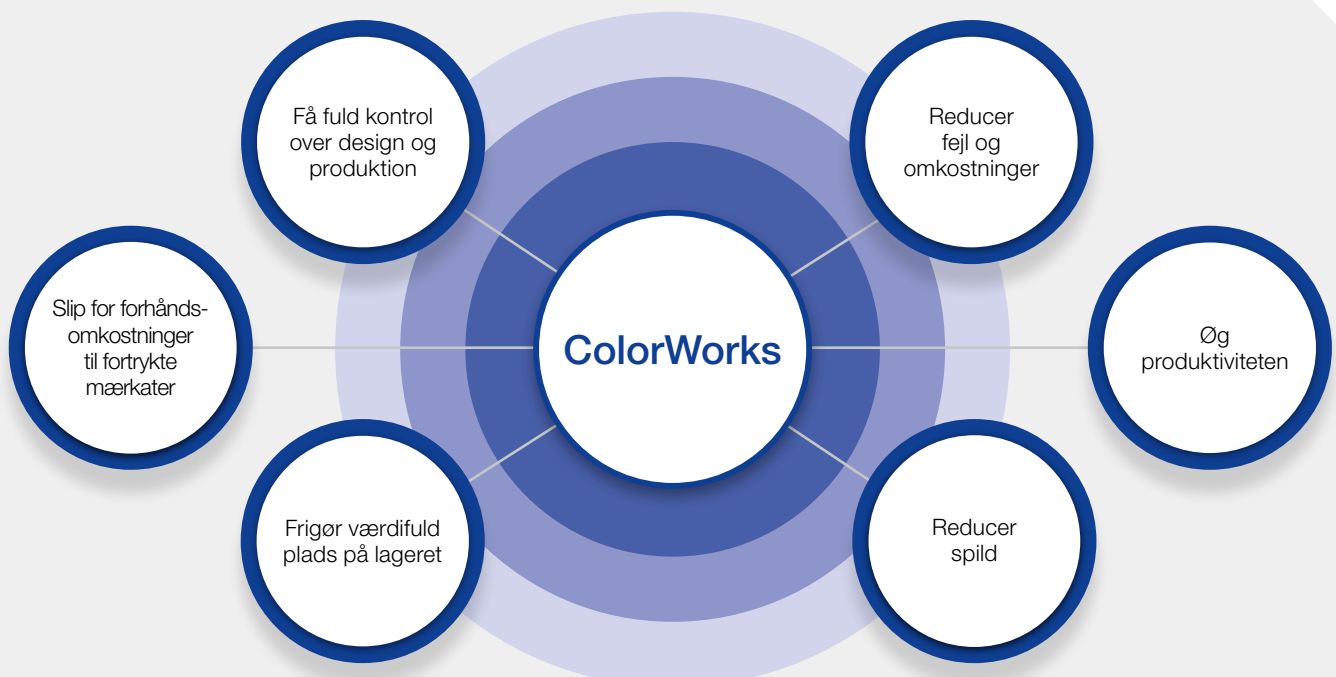 Få fuld kontrol
over design og
produktion
Reducer
fejl og
omkostninger
Slip for forhånds-
omkostninger
til fortrykte
mærkater
ColorWorks
Øg
produktiviteten
Frigør værdifuld
plads på lageret
Reducer
spild